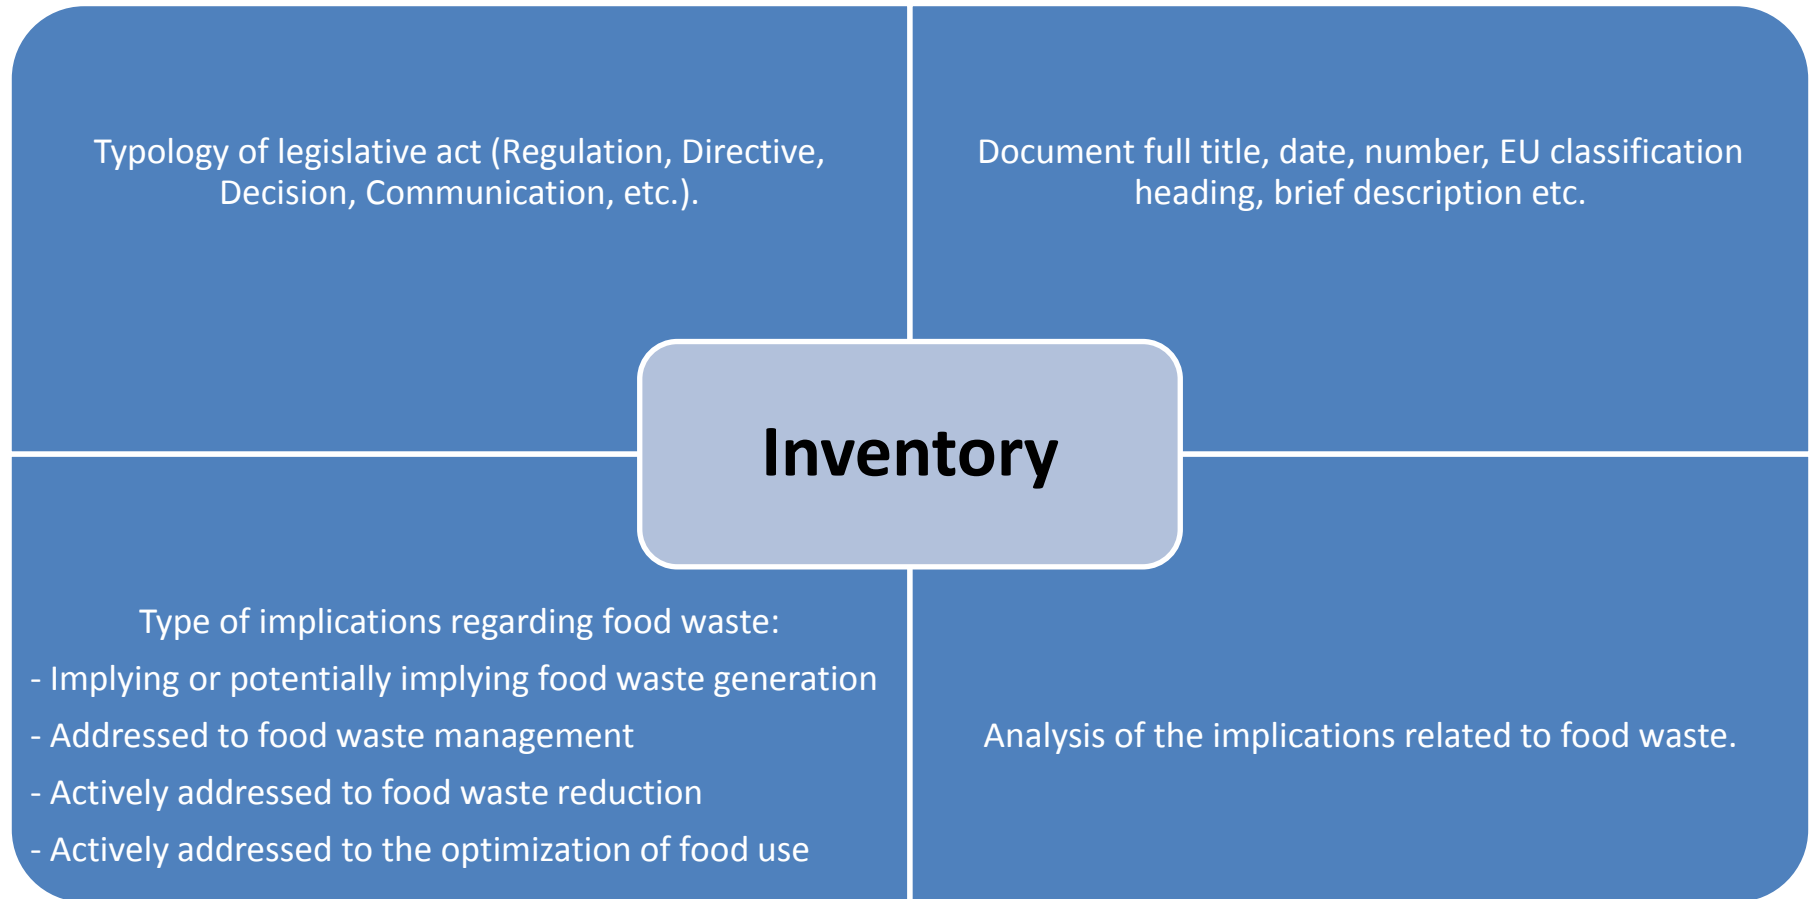 Typology of legislative act (Regulation, Directive,
Decision, Communication, etc.).
Document full title, date, number, EU classification
heading, brief description etc.
Inventory
Type of implications regarding food waste:
- Implying or potentially implying food waste generation
- Addressed to food waste management
- Actively addressed to food waste reduction
- Actively addressed to the optimization of food use
Analysis of the implications related to food waste.